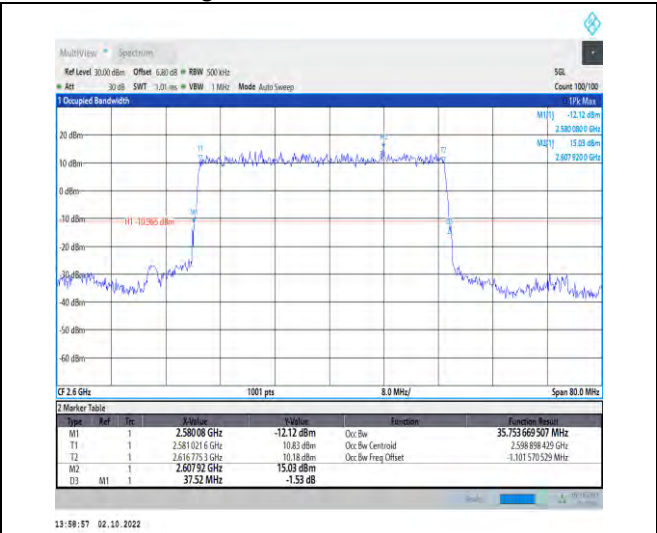 MultiView Spectrum
Ref Level 30.00 dBm Offset 6.80 dB RBW 500 kHz SGL
Att 30 dB SWT 1.01 ms VBW 1 MHz Mode Auto Sweep Count 100/100
1 Occupied Bandwidth 1Pk Max
M1[1] -12.12 dBm
2.580 080 0 GHz
M2[1] 15.03 dBm
2.607 920 0 GHz
20 dBm
T1 M2 T2
10 dBm
0 dBm
M1
-10 dBm
H1 -10.965 dBm
D3
-20 dBm
-30 dBm
-40 dBm
-50 dBm
-60 dBm
CF 2.6 GHz 1001 pts 8.0 MHz/ Span 80.0 MHz
2 Marker Table
Type Ref Trc X-Value Y-Value Function Function Result
M1 1 2.580 08 GHz -12.12 dBm Occ Bw 35.753 669 507 MHz
T1 1 2.581 021 6 GHz 10.83 dBm Occ Bw Centroid 2.598 898 429 GHz
T2 1 2.616 775 3 GHz 10.18 dBm Occ Bw Freq Offset -1.101 570 529 MHz
M2 1 2.607 92 GHz 15.03 dBm
D3 M1 1 37.52 MHz -1.53 dB
13:58:57 02.10.2022